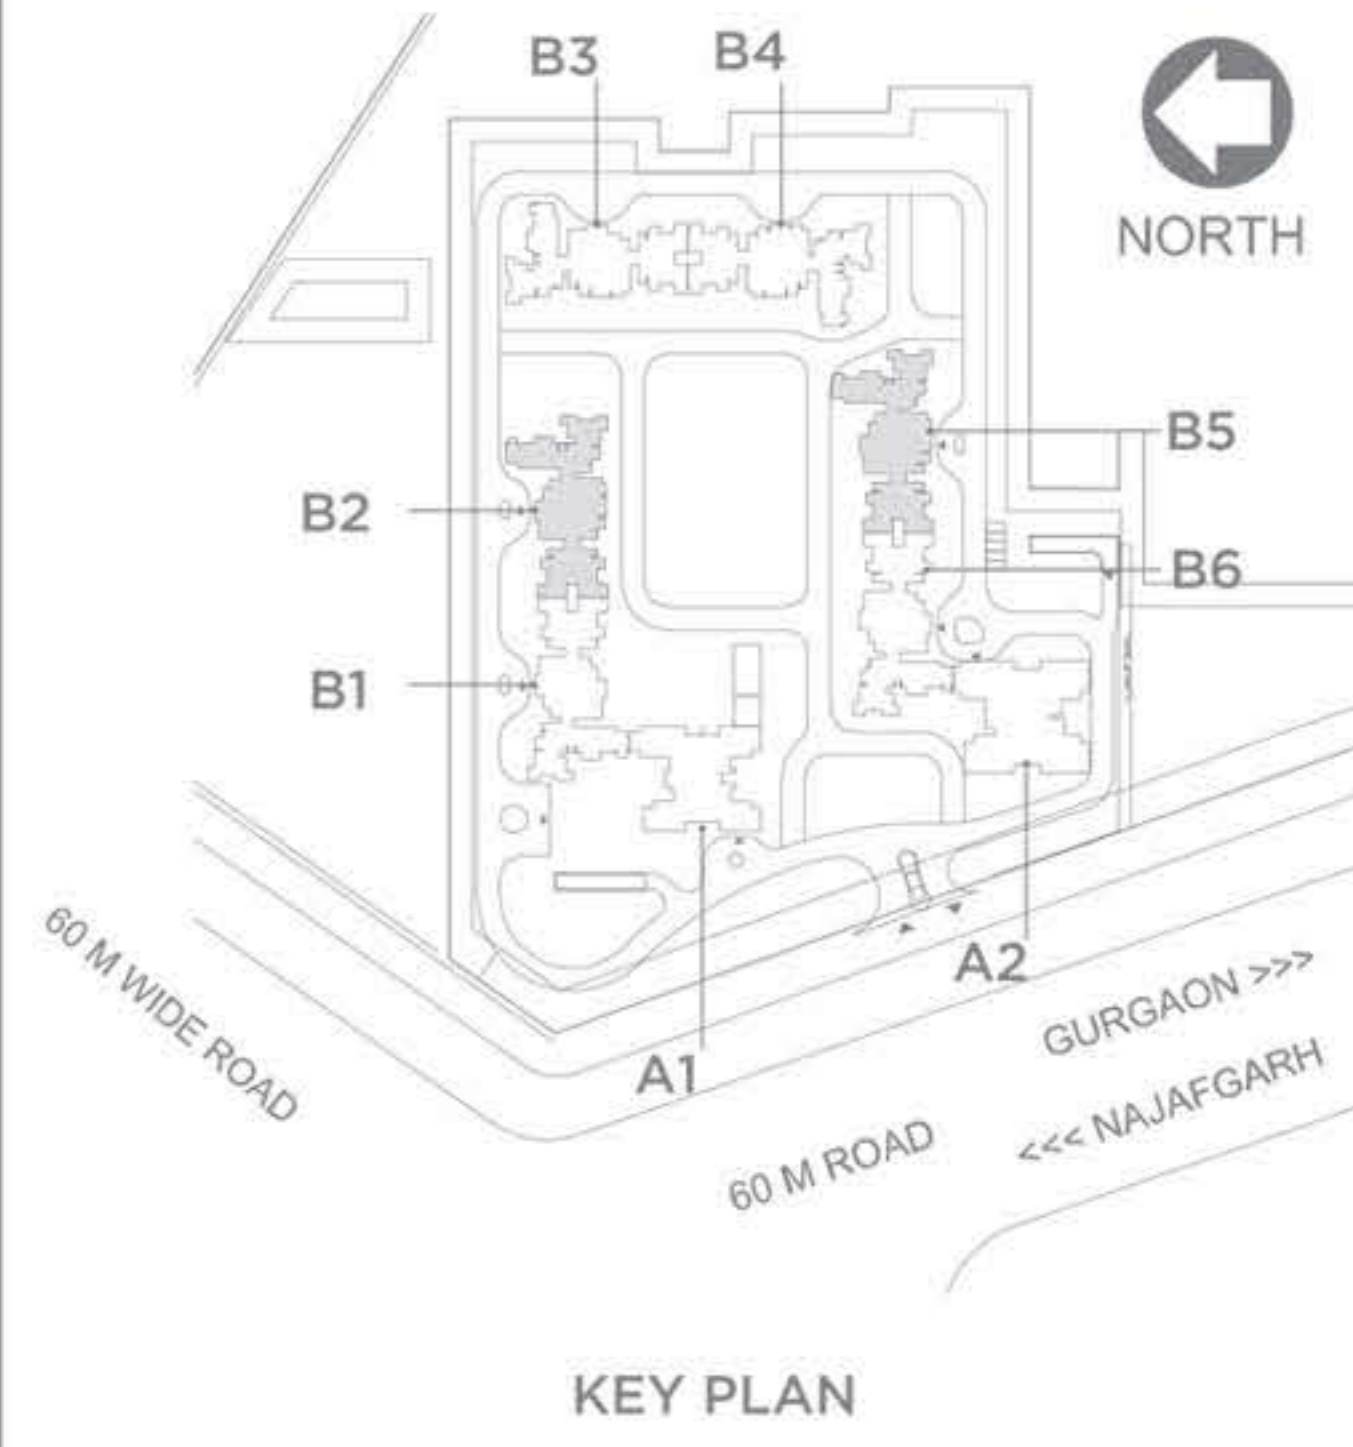 B3
B4
NORTH
B5
B2
B6
B1
A2
60 M WIDE ROAD
GURGAON >>>
A1
<<< NAJAFGARH
60 M ROAD
KEY PLAN